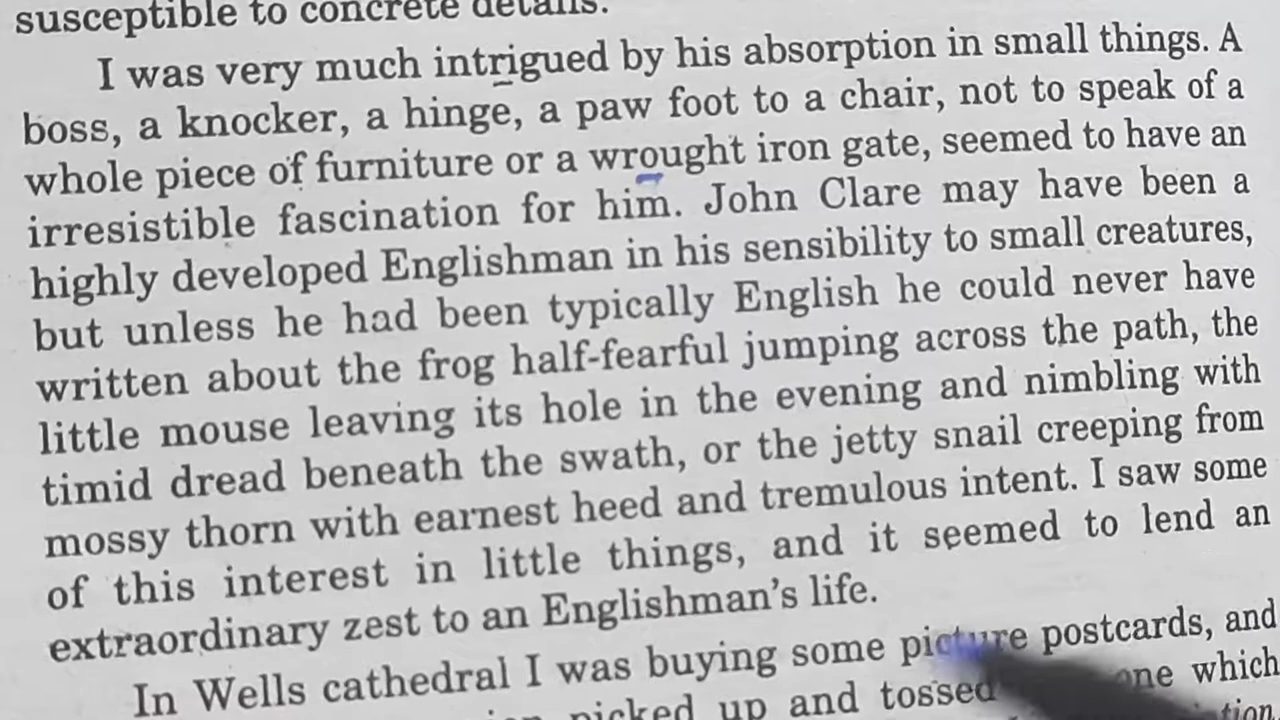 susceptible to concrete details.
I was very much intrigued by his absorption in small things. A
boss, a knocker, a hinge, a paw foot to a chair, not to speak of a
whole piece of furniture or a wrought iron gate, seemed to have an
irresistible fascination for him. John Clare may have been a
highly developed Englishman in his sensibility to small creatures,
but unless he had been typically English he could never have
written about the frog half-fearful jumping across the path, the
little mouse leaving its hole in the evening and nimbling with
timid dread beneath the swath, or the jetty snail creeping from
mossy thorn with earnest heed and tremulous intent. I saw some
of this interest in little things, and it seemed to lend an
extraordinary zest to an Englishman's life.
In Wells cathedral I was buying some picture postcards, and
picked up and tossed one which